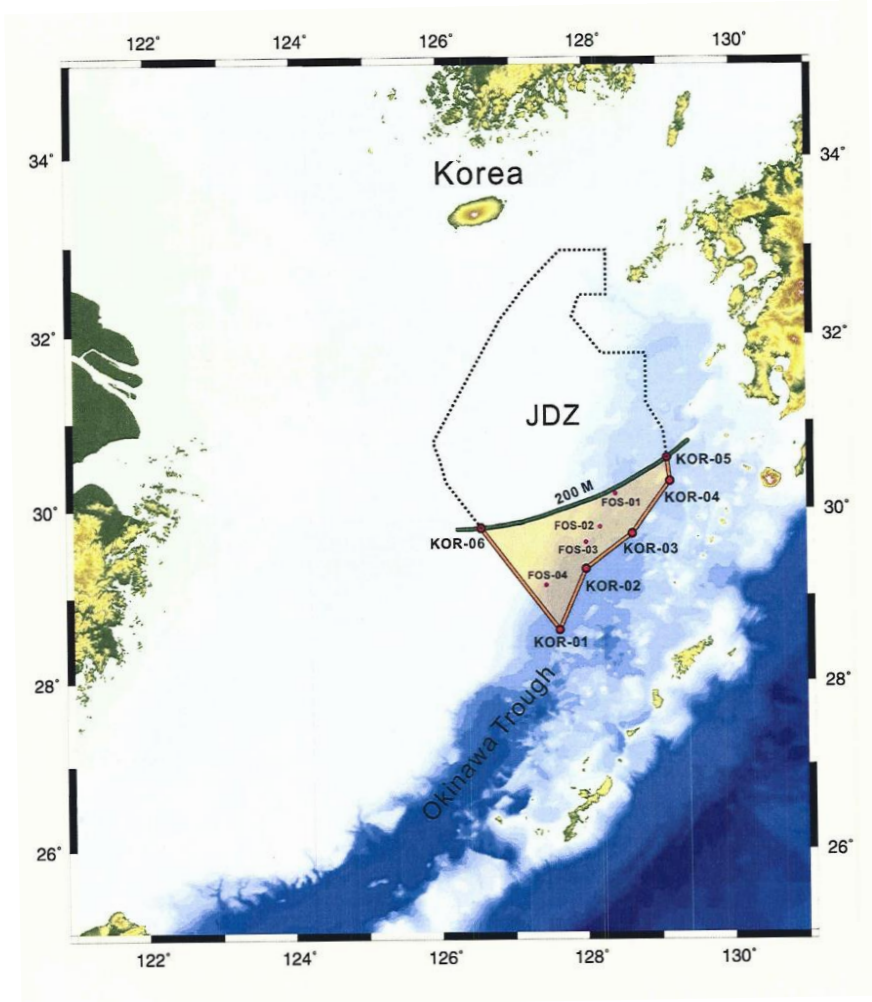 122° 124° 126° 128° 130°
34° 34°
Korea
32° 32°
JDZ
KOR-05
200 M
KOR-04
FOS-01
30° 30°
FOS-02
KOR-06
KOR-03
FOS-03
FOS-04
KOR-02
KOR-01
28° 28°
Okinawa Trough
26° 26°
122° 124° 126° 128° 130°